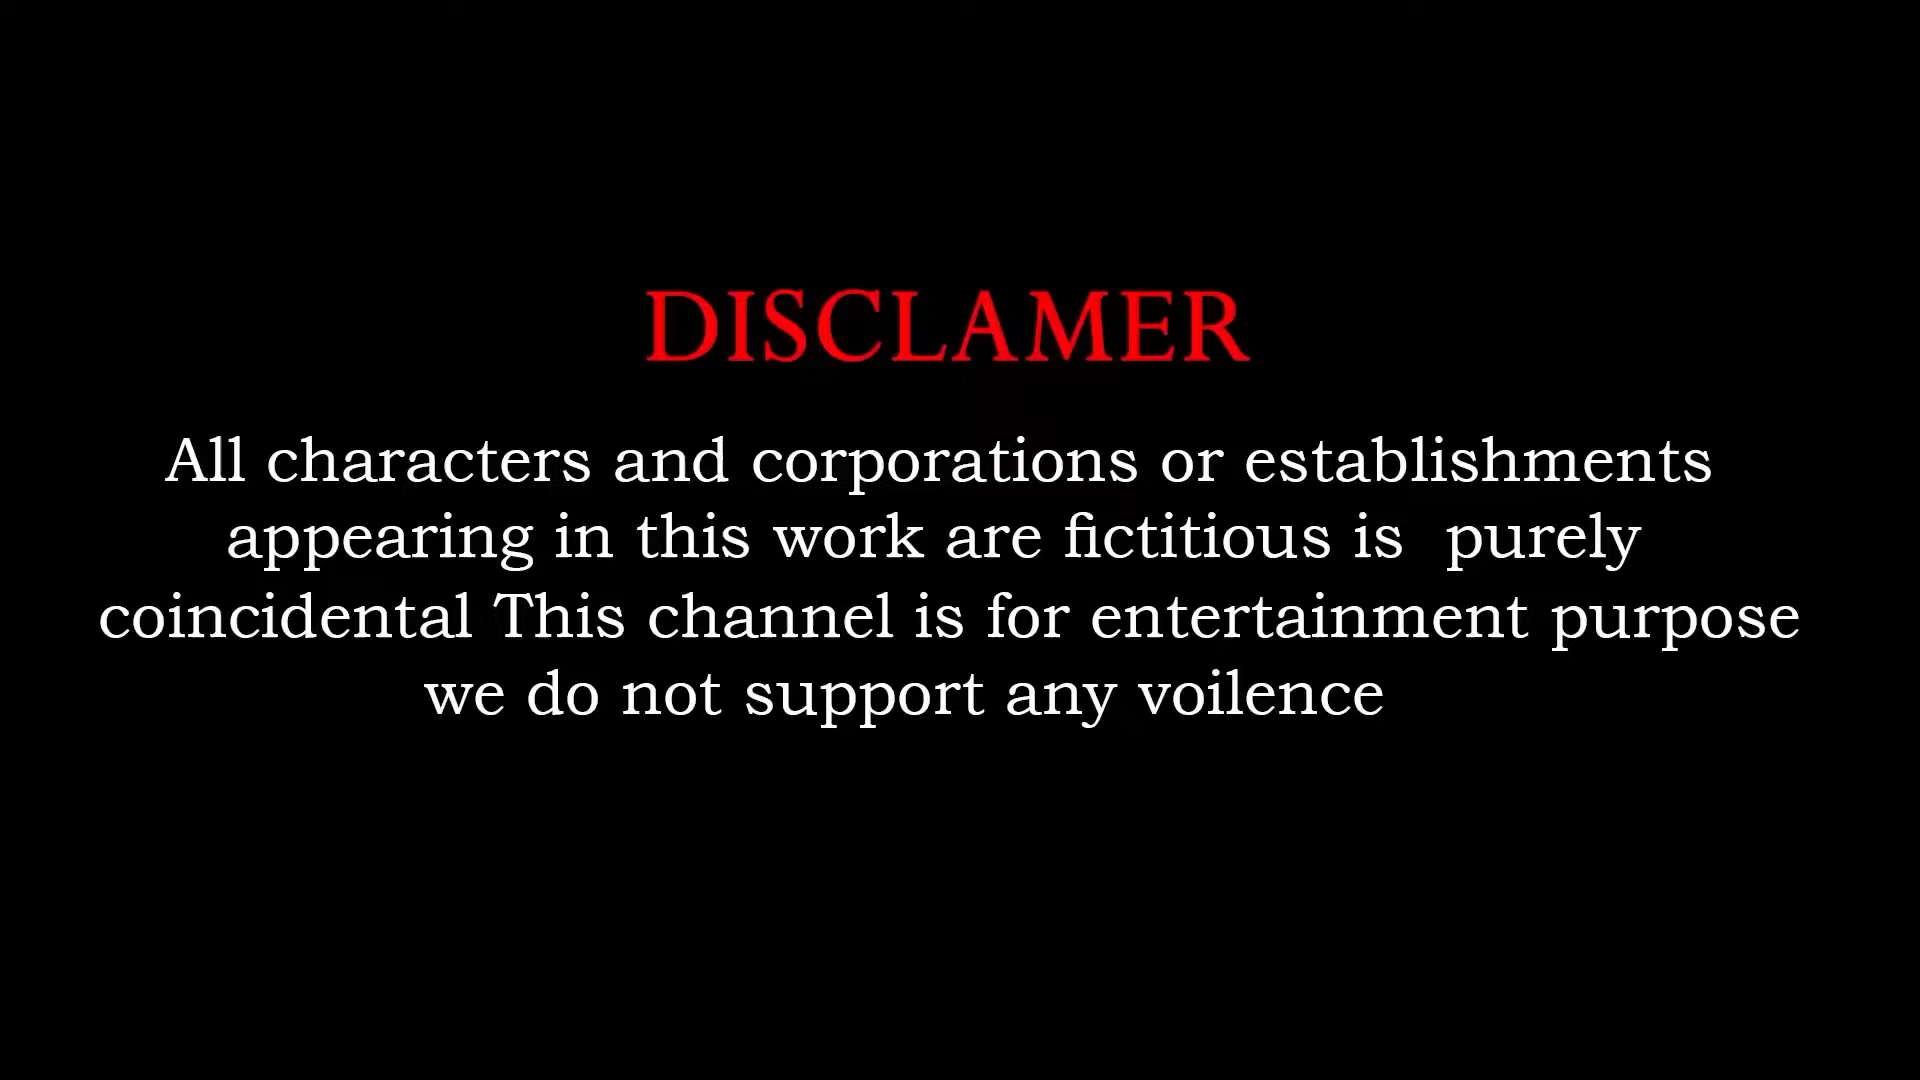 DISCLAMER
All characters and corporations or establishments
appearing in this work are fictitious is  purely
coincidental This channel is for entertainment purpose
we do not support any voilence